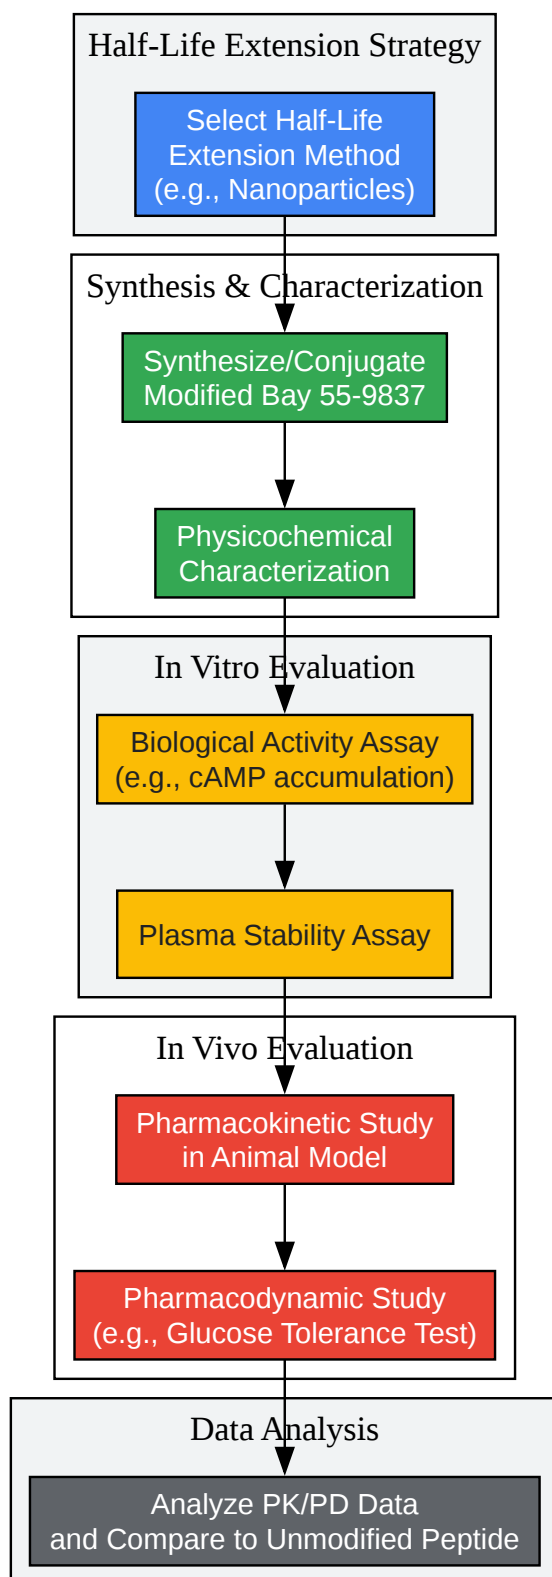 Half-Life Extension Strategy
Select Half-Life
Extension Method
(e.g., Nanoparticles)
Synthesis & Characterization
Synthesize/Conjugate
Modified Bay 55-9837
Physicochemical
Characterization
In Vitro Evaluation
Biological Activity Assay
(e.g., cAMP accumulation)
Plasma Stability Assay
In Vivo Evaluation
Pharmacokinetic Study
in Animal Model
Pharmacodynamic Study
(e.g., Glucose Tolerance Test)
Data Analysis
Analyze PK/PD Data
and Compare to Unmodified Peptide